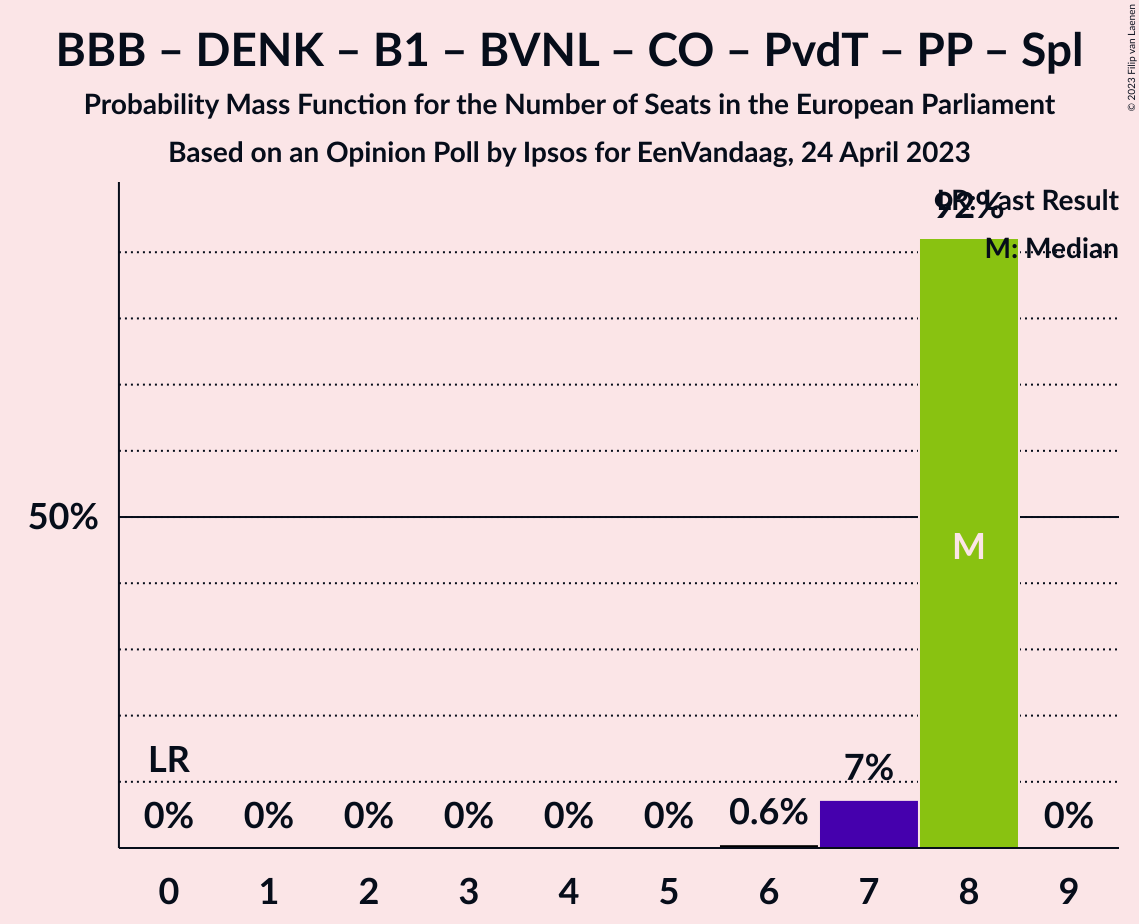 BBB – DENK – B1 – BVNL – CO – PvdT – PP – Spl
Probability Mass Function for the Number of Seats in the European Parliament
Based on an Opinion Poll by Ipsos for EenVandaag, 24 April 2023
© 2023 Filip van Laenen
LR: Last Result
92%
M: Median
50%
M
LR
7%
0% 0% 0% 0% 0% 0% 0.6% 0%
0 1 2 3 4 5 6 7 8 9